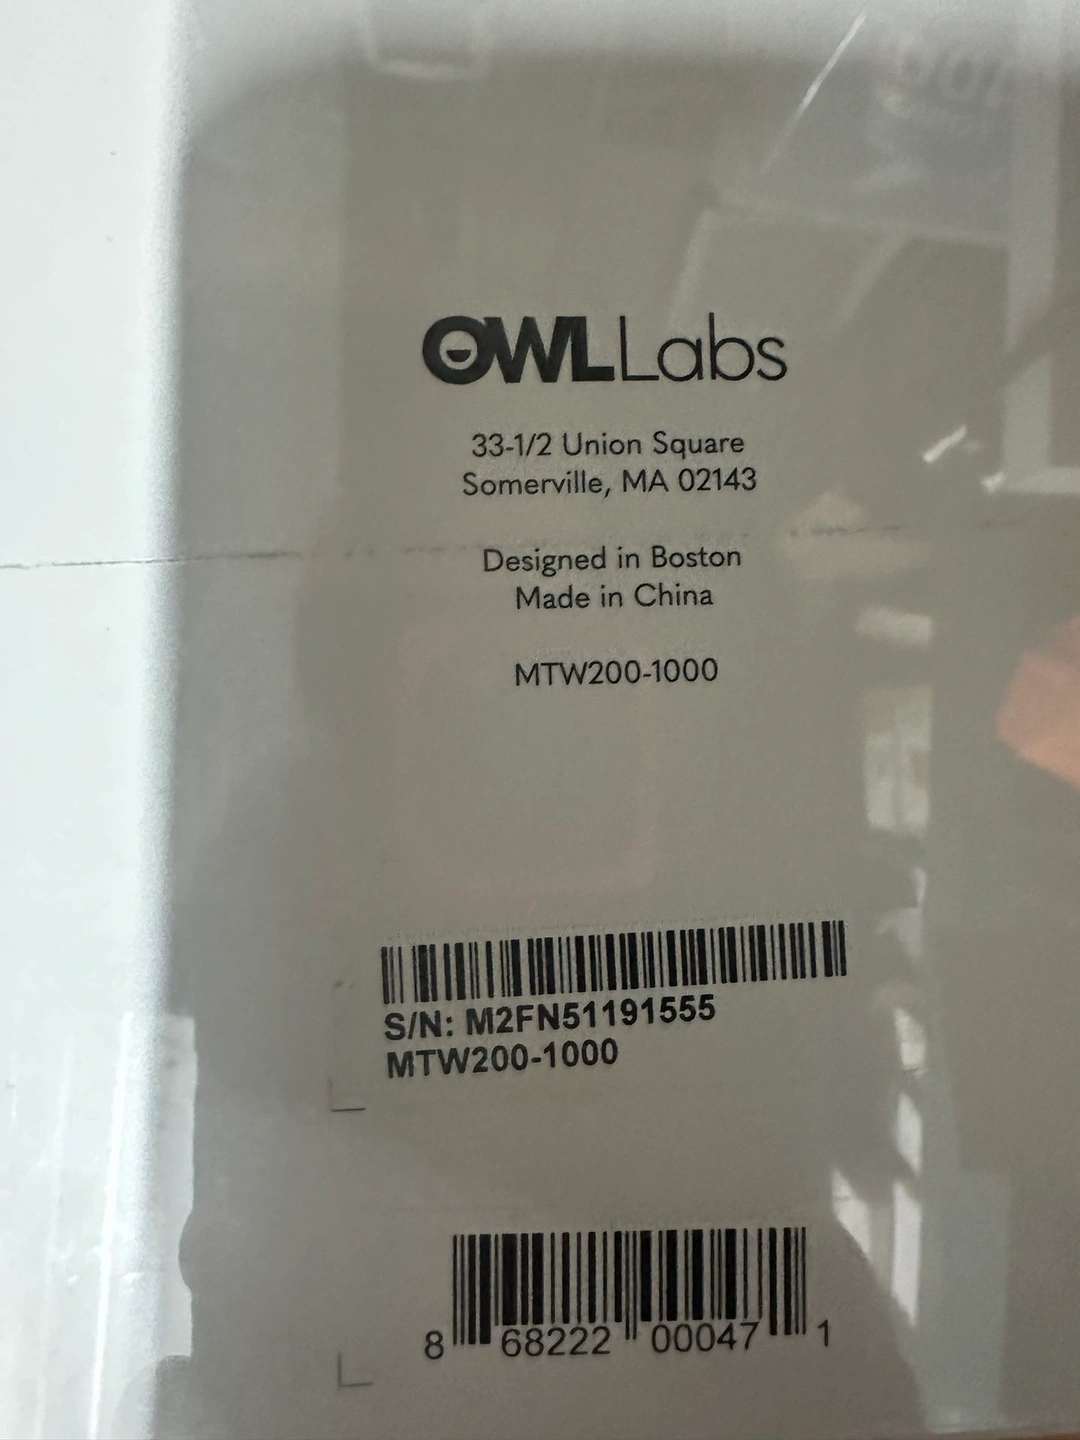 OWLLabs
33-1/2 Union Square
Somerville, MA 02143
Designed in Boston
Made in China
MTW200-1000
S/N: M2FN51191555
MTW200-1000
8 68222 00047 1